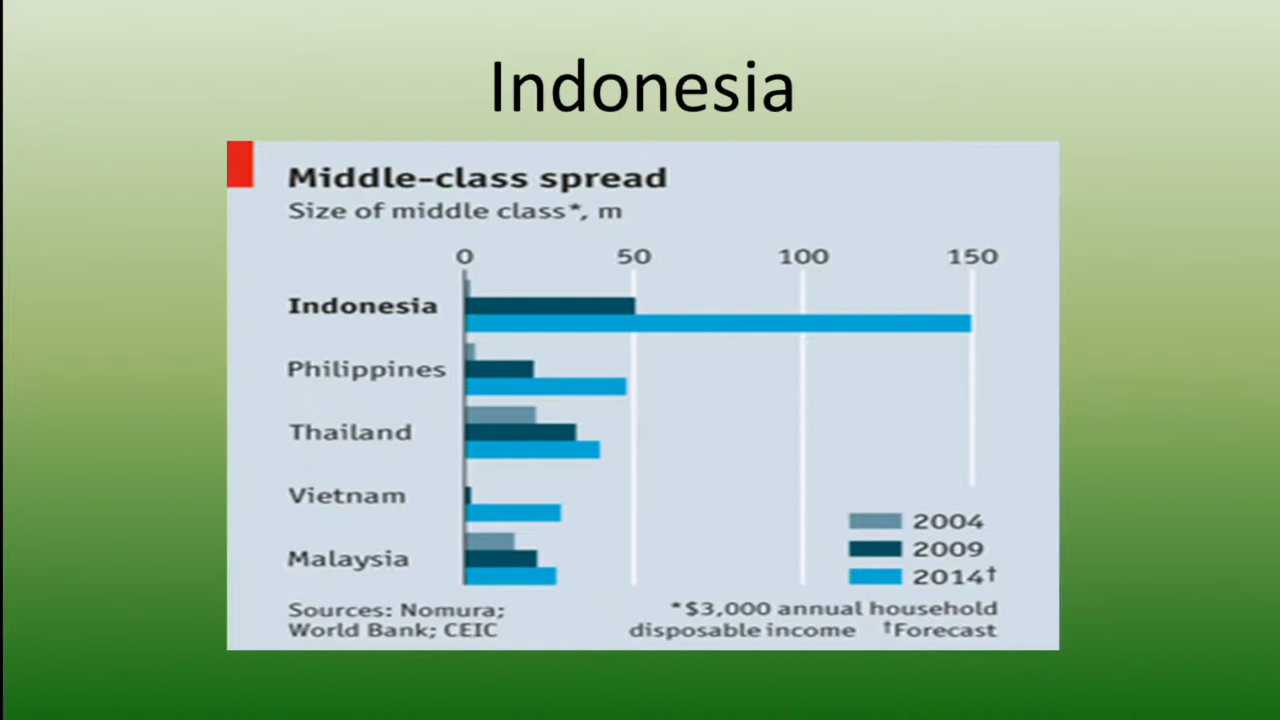 Indonesia
Middle-class spread
Size of middle class*, m
0 50 100 150
Indonesia
Philippines
Thailand
Vietnam
Malaysia
2004
2009
2014†
Sources: Nomura;
World Bank; CEIC
*$3,000 annual household
disposable income †Forecast